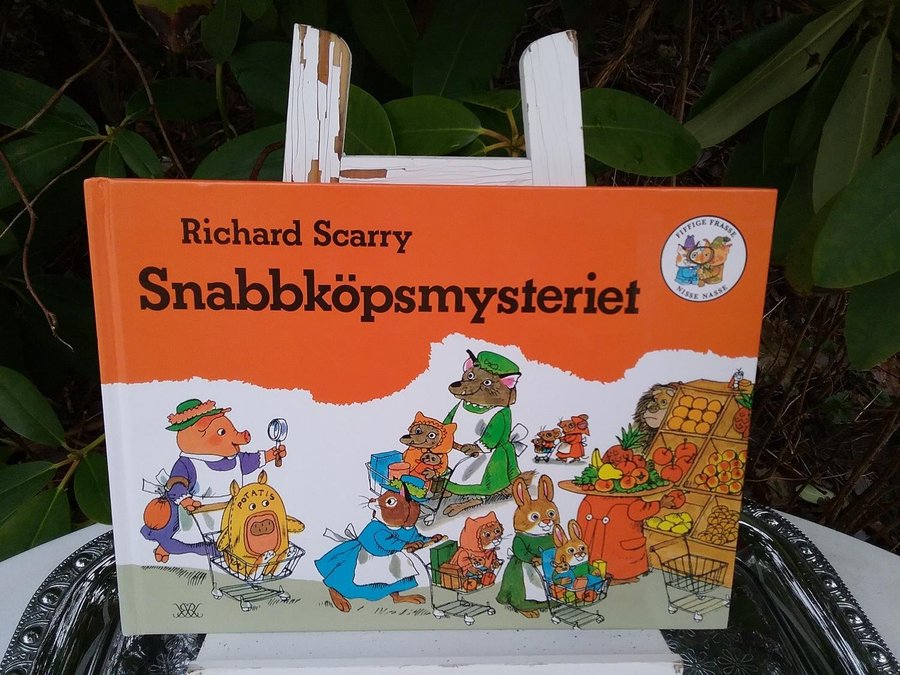 Richard Scarry
Snabbköpsmysteriet
FIFFIGE FRASSE
NISSE NASSE
POTATIS